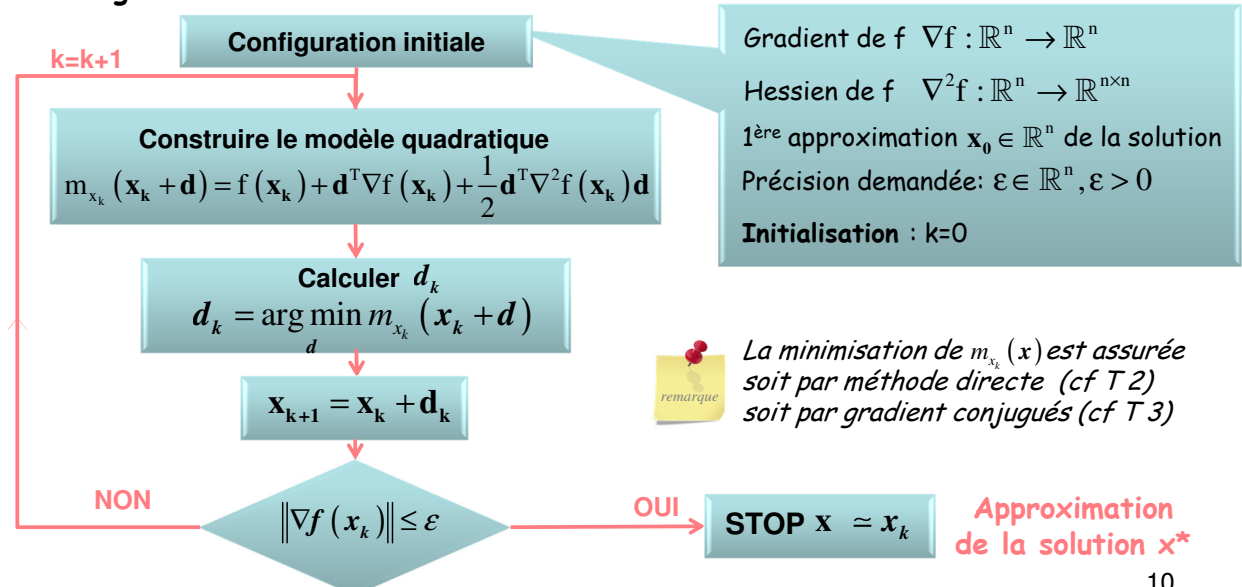 Configuration initiale
k=k+1
Gradient de f ∇f : ℝⁿ → ℝⁿ
Hessien de f ∇²f : ℝⁿ → ℝⁿˣⁿ
1ère approximation x₀ ∈ ℝⁿ de la solution
Précision demandée: ε ∈ ℝⁿ, ε > 0
Initialisation : k=0
Construire le modèle quadratique
m_{x_k}(x_k + d) = f(x_k) + d^T ∇f(x_k) + \frac{1}{2} d^T ∇²f(x_k) d
Calculer d_k
d_k = arg min_d m_{x_k}(x_k + d)
remarque
La minimisation de m_{x_k}(x) est assurée
soit par méthode directe (cf T 2)
soit par gradient conjugués (cf T 3)
x_{k+1} = x_k + d_k
NON
‖∇f(x_k)‖ ≤ ε
OUI
STOP x ≃ x_k
Approximation
de la solution x*